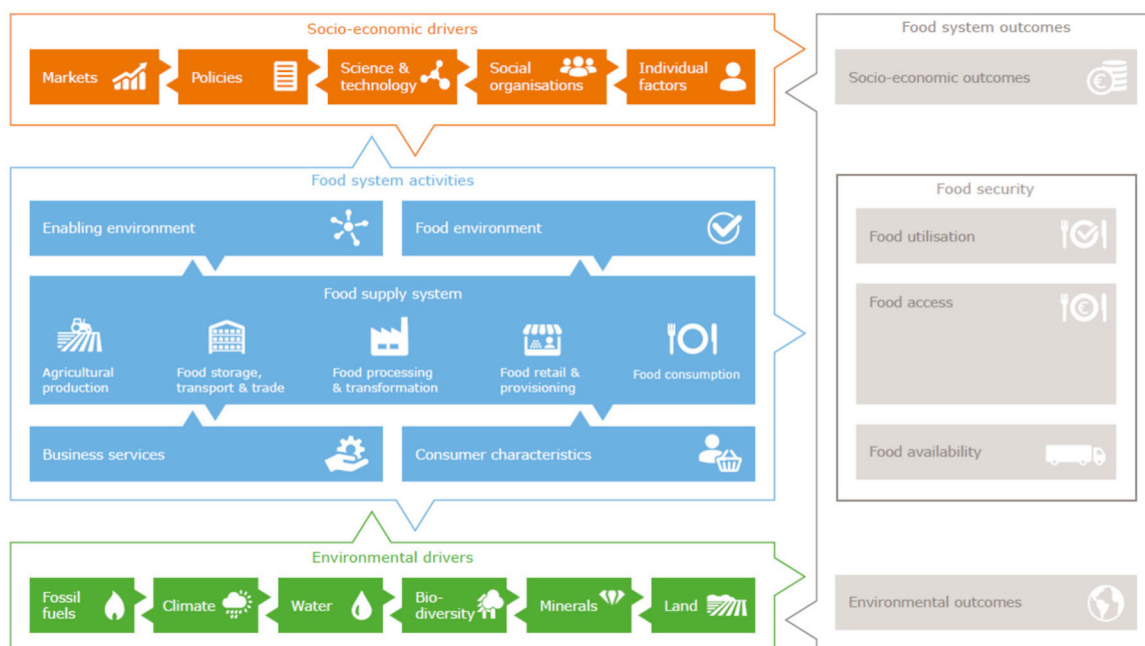 Socio-economic drivers
Markets
Policies
Science &
technology
Social
organisations
Individual
factors
Food system outcomes
Socio-economic outcomes
Food system activities
Enabling environment
Food environment
Food supply system
Agricultural
production
Food storage,
transport & trade
Food processing
& transformation
Food retail &
provisioning
Food consumption
Business services
Consumer characteristics
Food security
Food utilisation
Food access
Food availability
Environmental drivers
Fossil
fuels
Climate
Water
Bio-
diversity
Minerals
Land
Environmental outcomes